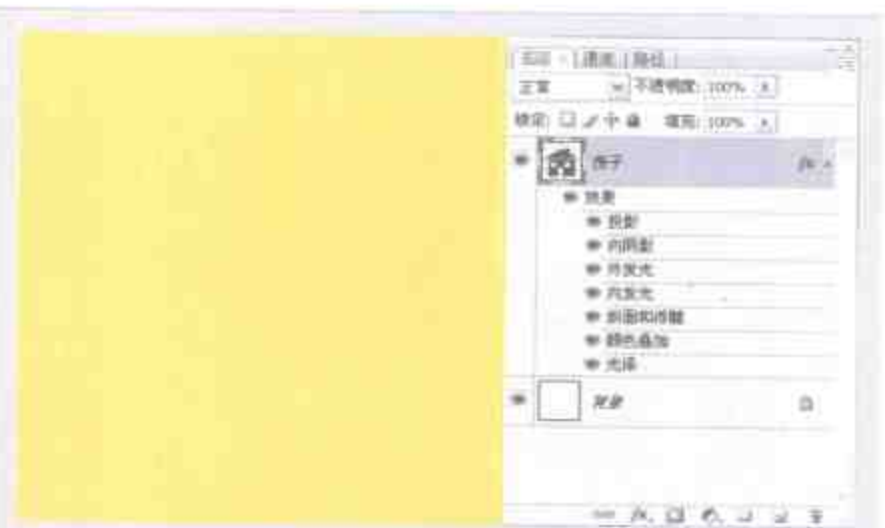 图层 × 通道 路径
正常 不透明度: 100%
锁定: 填充: 100%
房子 fx
效果
投影
内阴影
外发光
内发光
斜面和浮雕
颜色叠加
光泽
背景
fx.